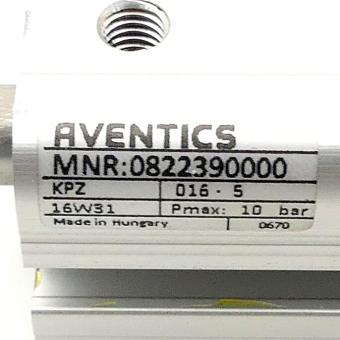 AVENTICS
MNR:0822390000
KPZ 016 - 5
16W31 Pmax: 10 bar
Made in Hungary 0670